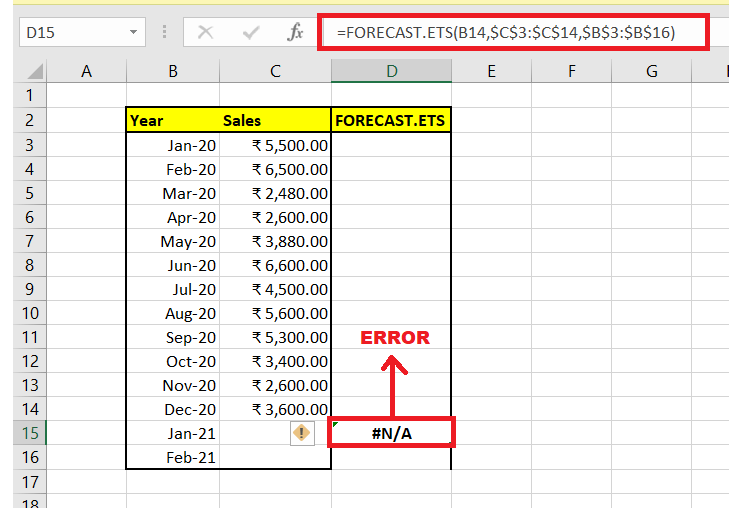 D15 fx =FORECAST.ETS(B14,$C$3:$C$14,$B$3:$B$16)
A B C D E F G
1
2 Year Sales FORECAST.ETS
3 Jan-20 ₹ 5,500.00
4 Feb-20 ₹ 6,500.00
5 Mar-20 ₹ 2,480.00
6 Apr-20 ₹ 2,600.00
7 May-20 ₹ 3,880.00
8 Jun-20 ₹ 6,600.00
9 Jul-20 ₹ 4,500.00
10 Aug-20 ₹ 5,600.00
11 Sep-20 ₹ 5,300.00 ERROR
12 Oct-20 ₹ 3,400.00
13 Nov-20 ₹ 2,600.00
14 Dec-20 ₹ 3,600.00
15 Jan-21 ! #N/A
16 Feb-21
17
18